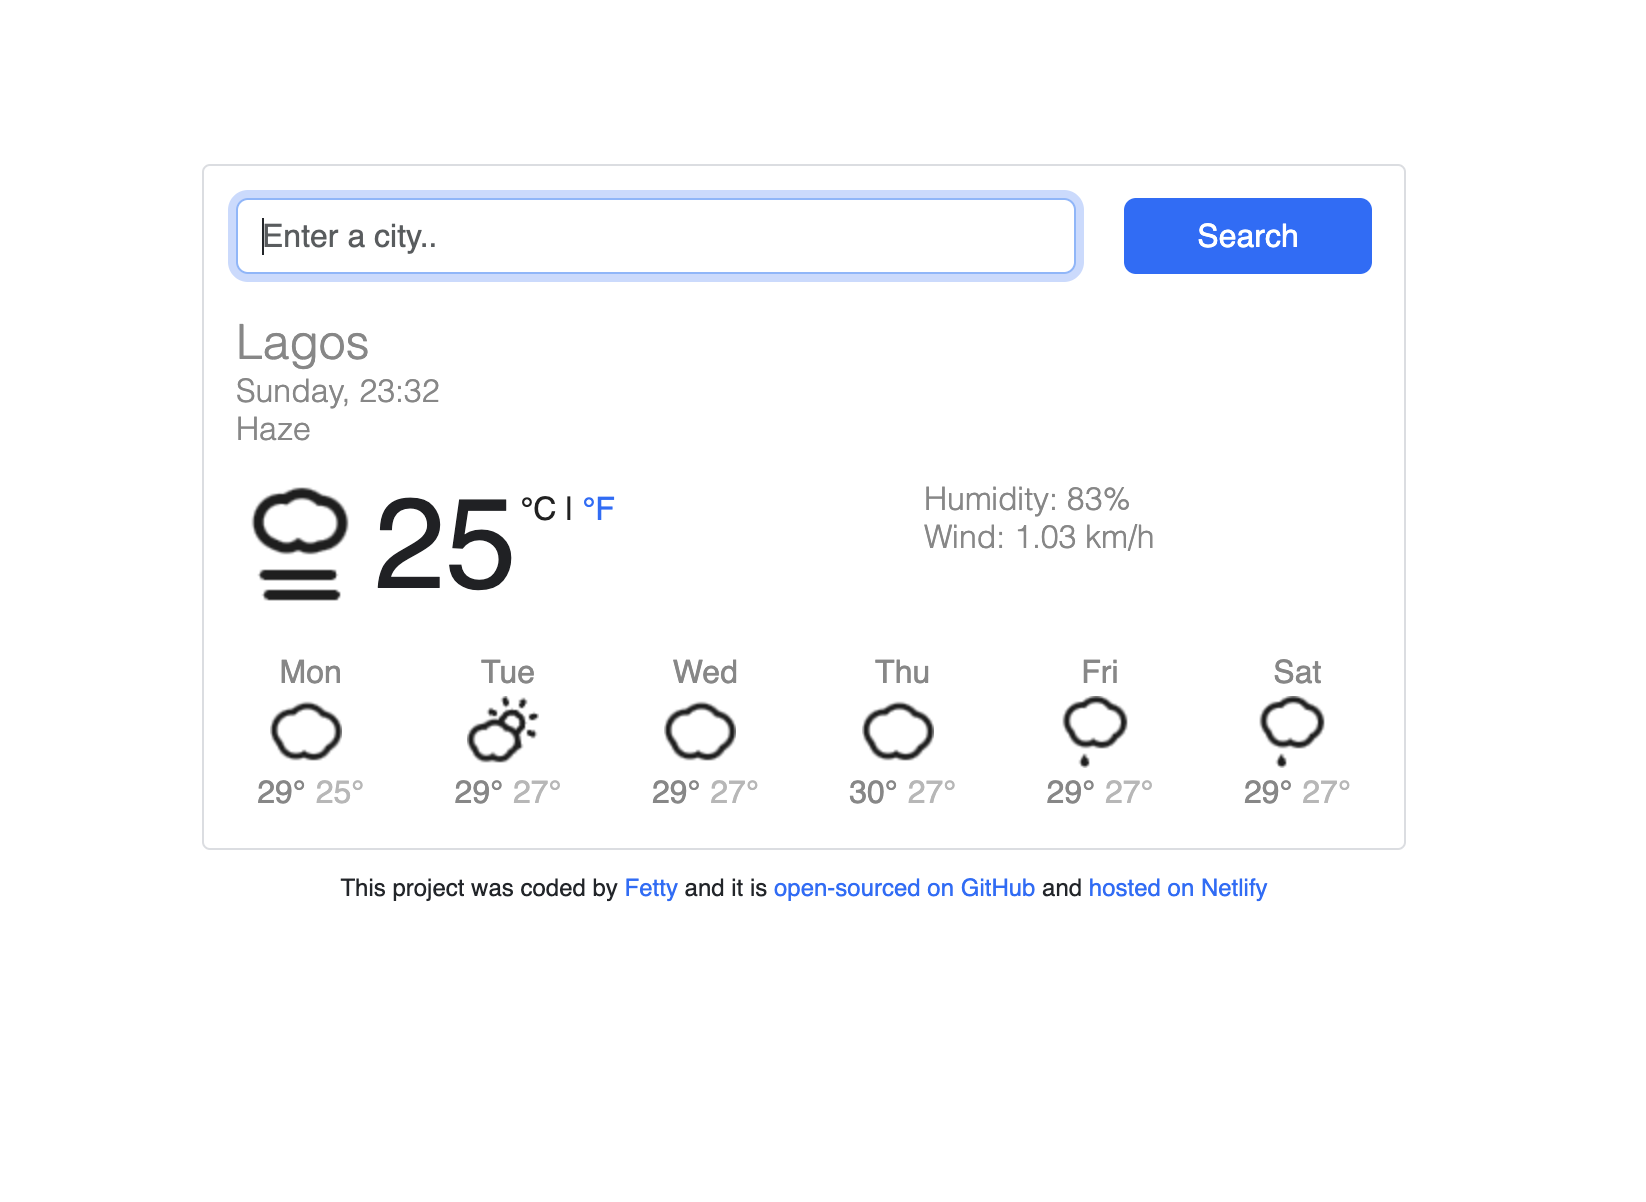 Enter a city..
Search
Lagos
Sunday, 23:32
Haze
25 °C | °F
Humidity: 83%
Wind: 1.03 km/h
Mon Tue Wed Thu Fri Sat
29° 25° 29° 27° 29° 27° 30° 27° 29° 27° 29° 27°
This project was coded by Fetty and it is open-sourced on GitHub and hosted on Netlify